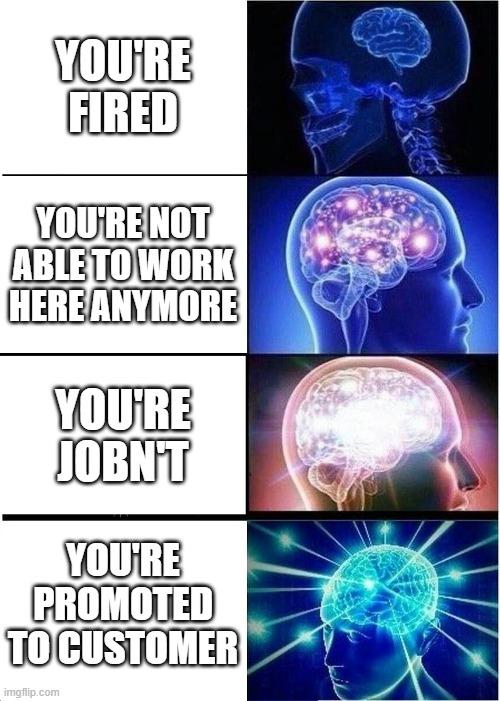 YOU'RE
FIRED
YOU'RE NOT
ABLE TO WORK
HERE ANYMORE
YOU'RE
JOBN'T
YOU'RE
PROMOTED
TO CUSTOMER
imgflip.com